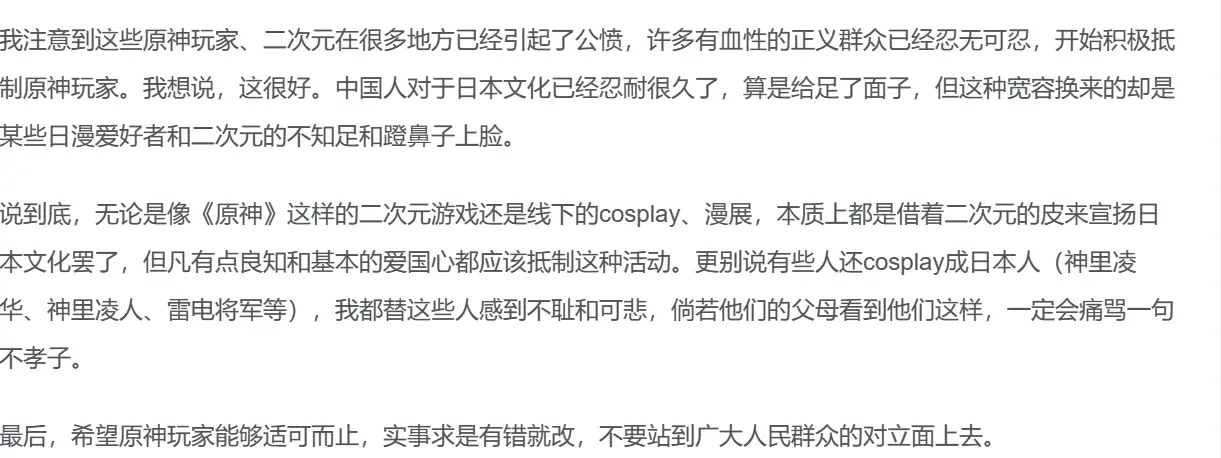 我注意到这些原神玩家、二次元在很多地方已经引起了公愤，许多有血性的正义群众已经忍无可忍，开始积极抵
制原神玩家。我想说，这很好。中国人对于日本文化已经忍耐很久了，算是给足了面子，但这种宽容换来的却是
某些日漫爱好者和二次元的不知足和蹬鼻子上脸。
说到底，无论是像《原神》这样的二次元游戏还是线下的cosplay、漫展，本质上都是借着二次元的皮来宣扬日
本文化罢了，但凡有点良知和基本的爱国心都应该抵制这种活动。更别说有些人还cosplay成日本人（神里凌
华、神里凌人、雷电将军等），我都替这些人感到不耻和可悲，倘若他们的父母看到他们这样，一定会痛骂一句
不孝子。
最后，希望原神玩家能够适可而止，实事求是有错就改，不要站到广大人民群众的对立面上去。